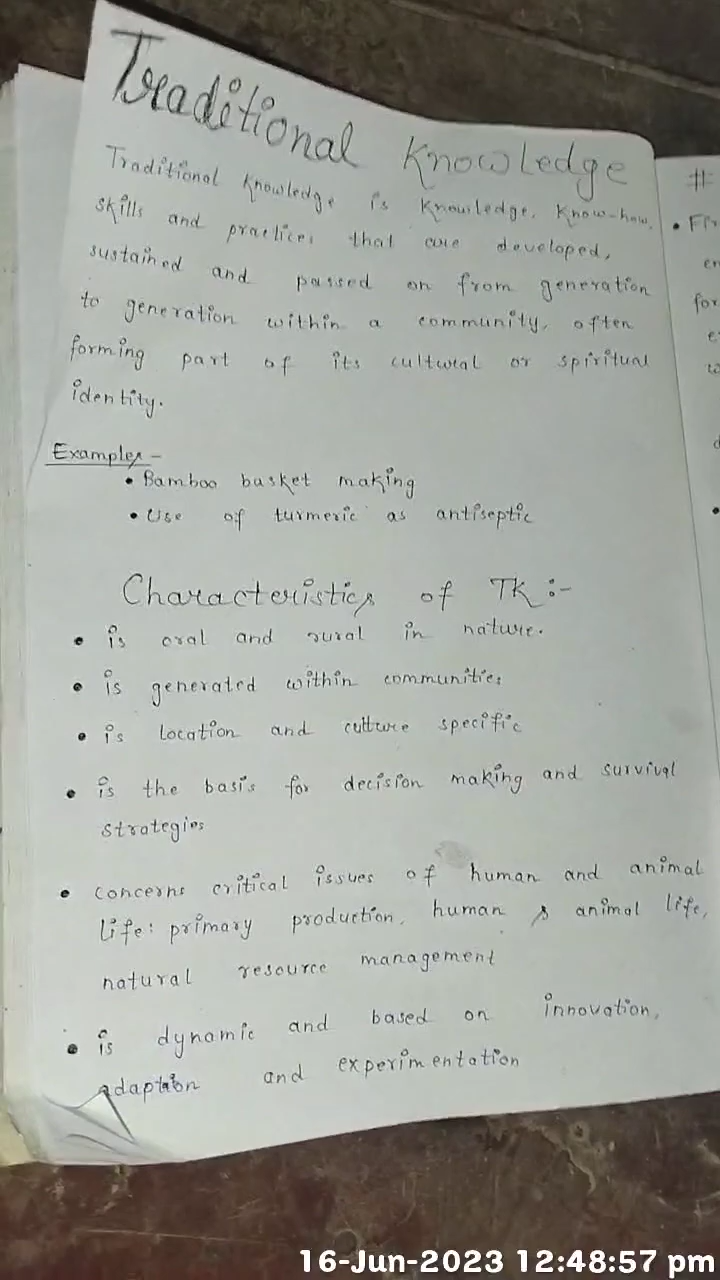 Traditional Knowledge
Traditional Knowledge is Knowledge, Know-how,
skills and practices that are developed,
sustained and passed on from generation
to generation within a community, often
forming part of its cultural or spiritual
identity.
Examples -
• Bamboo basket making
• Use of turmeric as antiseptic
Characteristics of TK :-
• is oral and rural in nature.
• is generated within communities
• is location and culture specific
• is the basis for decision making and survival
strategies
• concerns critical issues of human and animal
life: primary production, human & animal life,
natural resource management
• is dynamic and based on innovation,
adaption and experimentation
#
for
16-Jun-2023 12:48:57 pm